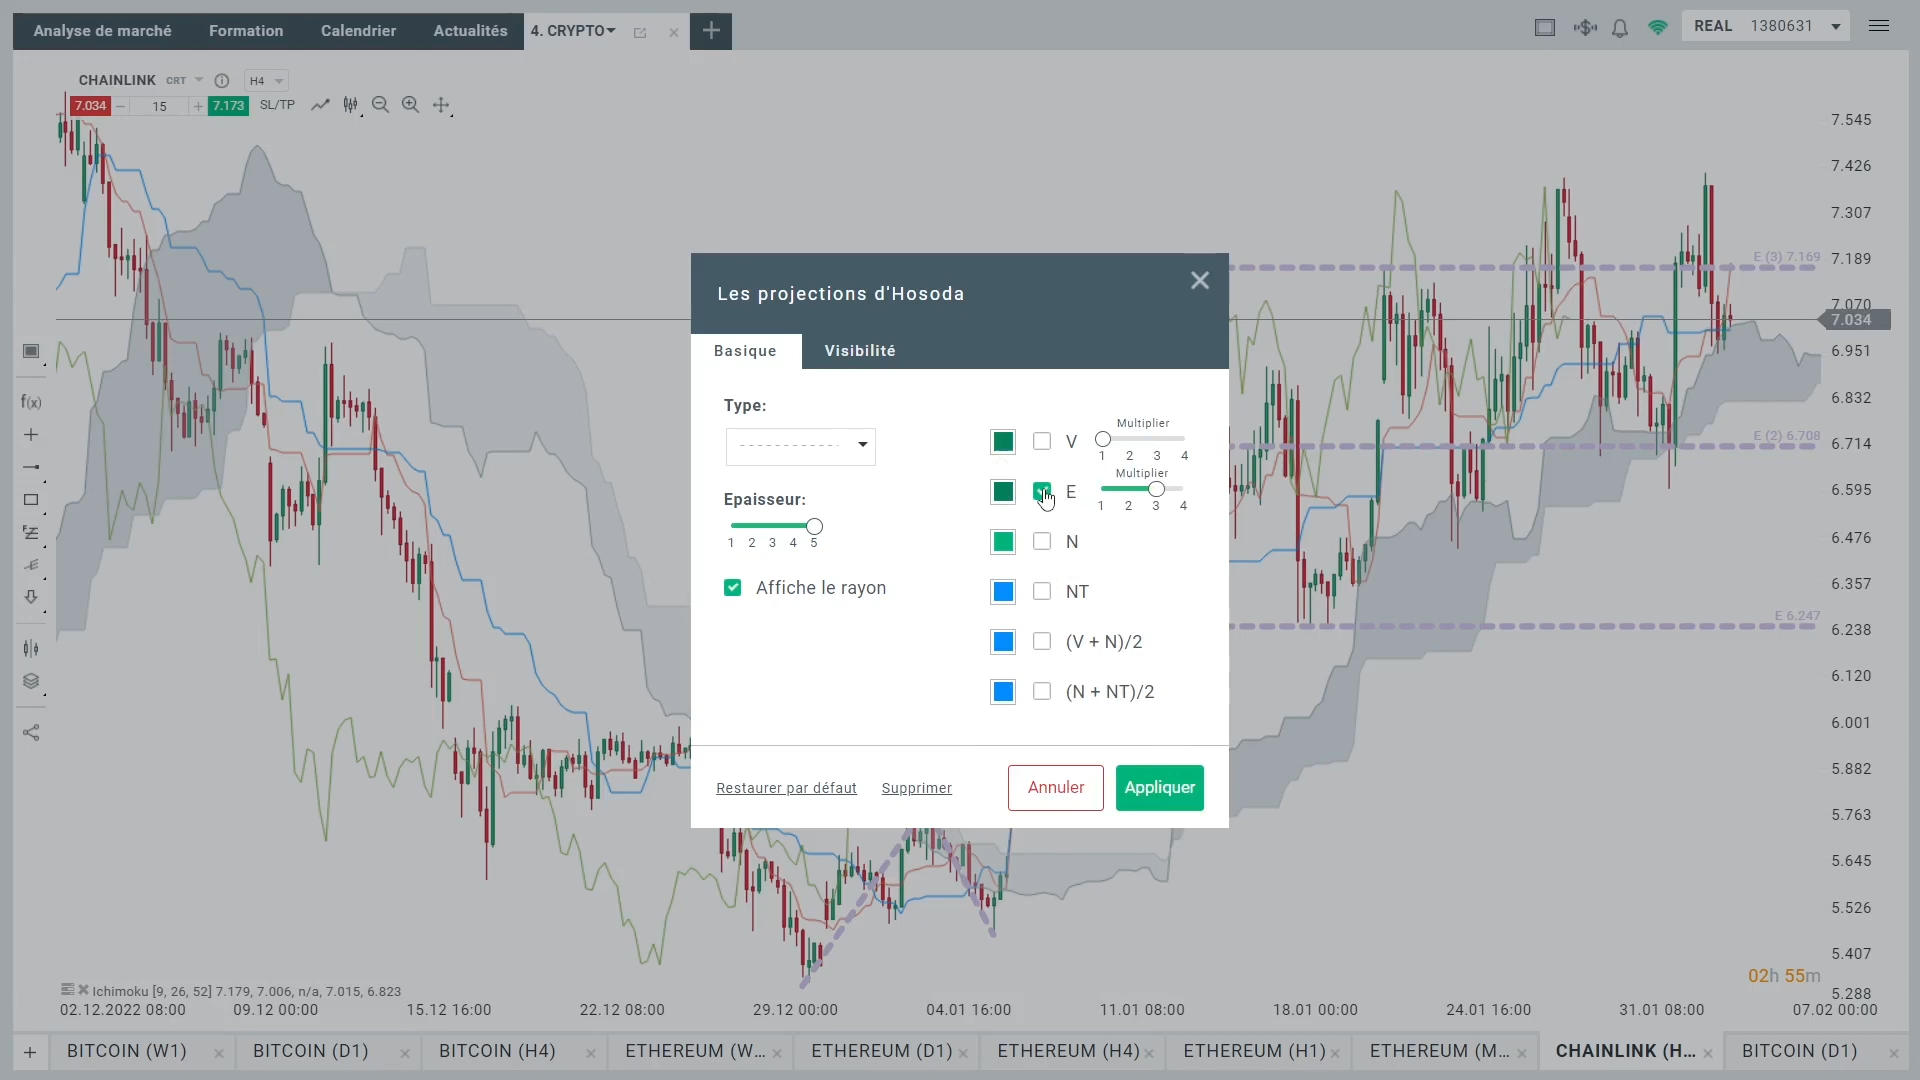 Analyse de marché Formation Calendrier Actualités 4. CRYPTO REAL 1380631
CHAINLINK CRT H4
7.034 − 15 + 7.173 SL/TP
7.545
7.426
7.307
7.189
7.070
7.034
6.951
6.832
6.714
6.595
6.476
6.357
6.238
6.120
6.001
5.882
5.763
5.645
5.526
5.407
5.288
E (3) 7.169
E (2) 6.708
E 6.247
f(x)
Les projections d'Hosoda
Basique Visibilité
Type:
Epaisseur:
1 2 3 4 5
Affiche le rayon
V Multiplier
1 2 3 4
E Multiplier
1 2 3 4
N
NT
(V + N)/2
(N + NT)/2
Restaurer par défaut Supprimer Annuler Appliquer
02h 55m
Ichimoku [9, 26, 52] 7.179, 7.006, n/a, 7.015, 6.823
02.12.2022 08:00 09.12 00:00 15.12 16:00 22.12 08:00 29.12 00:00 04.01 16:00 11.01 08:00 18.01 00:00 24.01 16:00 31.01 08:00 07.02 00:00
+ BITCOIN (W1) BITCOIN (D1) BITCOIN (H4) ETHEREUM (W... ETHEREUM (D1) ETHEREUM (H4) ETHEREUM (H1) ETHEREUM (M... CHAINLINK (H... BITCOIN (D1)